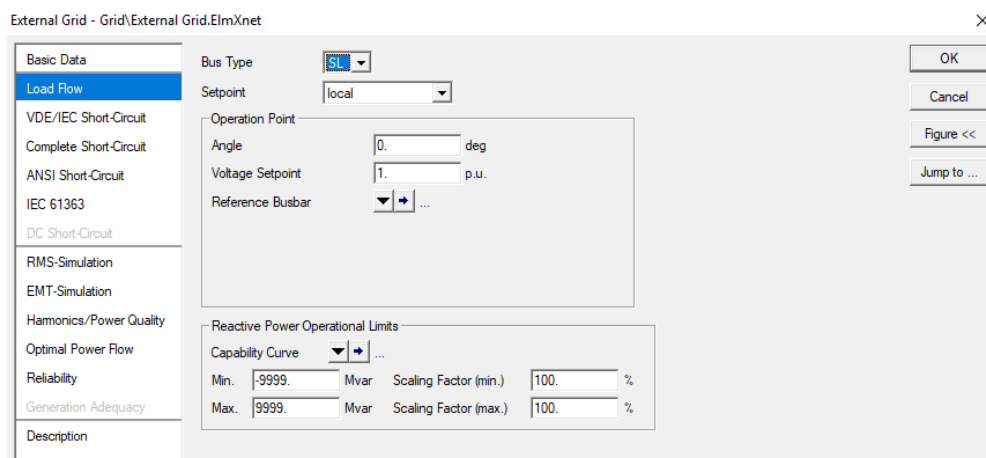 External Grid - Grid\External Grid.ElmXnet
Basic Data
Load Flow
VDE/IEC Short-Circuit
Complete Short-Circuit
ANSI Short-Circuit
IEC 61363
DC Short-Circuit
RMS-Simulation
EMT-Simulation
Harmonics/Power Quality
Optimal Power Flow
Reliability
Generation Adequacy
Description
Bus Type SL
Setpoint local
Operation Point
Angle 0. deg
Voltage Setpoint 1. p.u.
Reference Busbar ...
Reactive Power Operational Limits
Capability Curve ...
Min. -9999. Mvar Scaling Factor (min.) 100. %
Max. 9999. Mvar Scaling Factor (max.) 100. %
OK
Cancel
Figure <<
Jump to ...